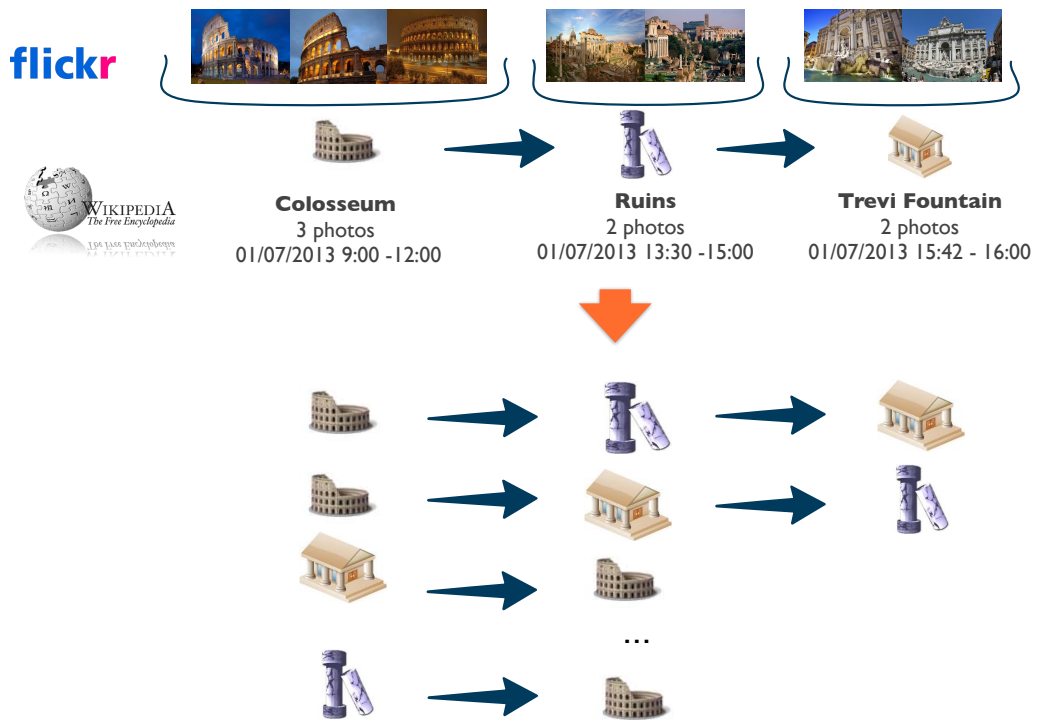 flickr
WIKIPEDIA
The Free Encyclopedia
Colosseum
3 photos
01/07/2013 9:00 -12:00
Ruins
2 photos
01/07/2013 13:30 -15:00
Trevi Fountain
2 photos
01/07/2013 15:42 - 16:00
...